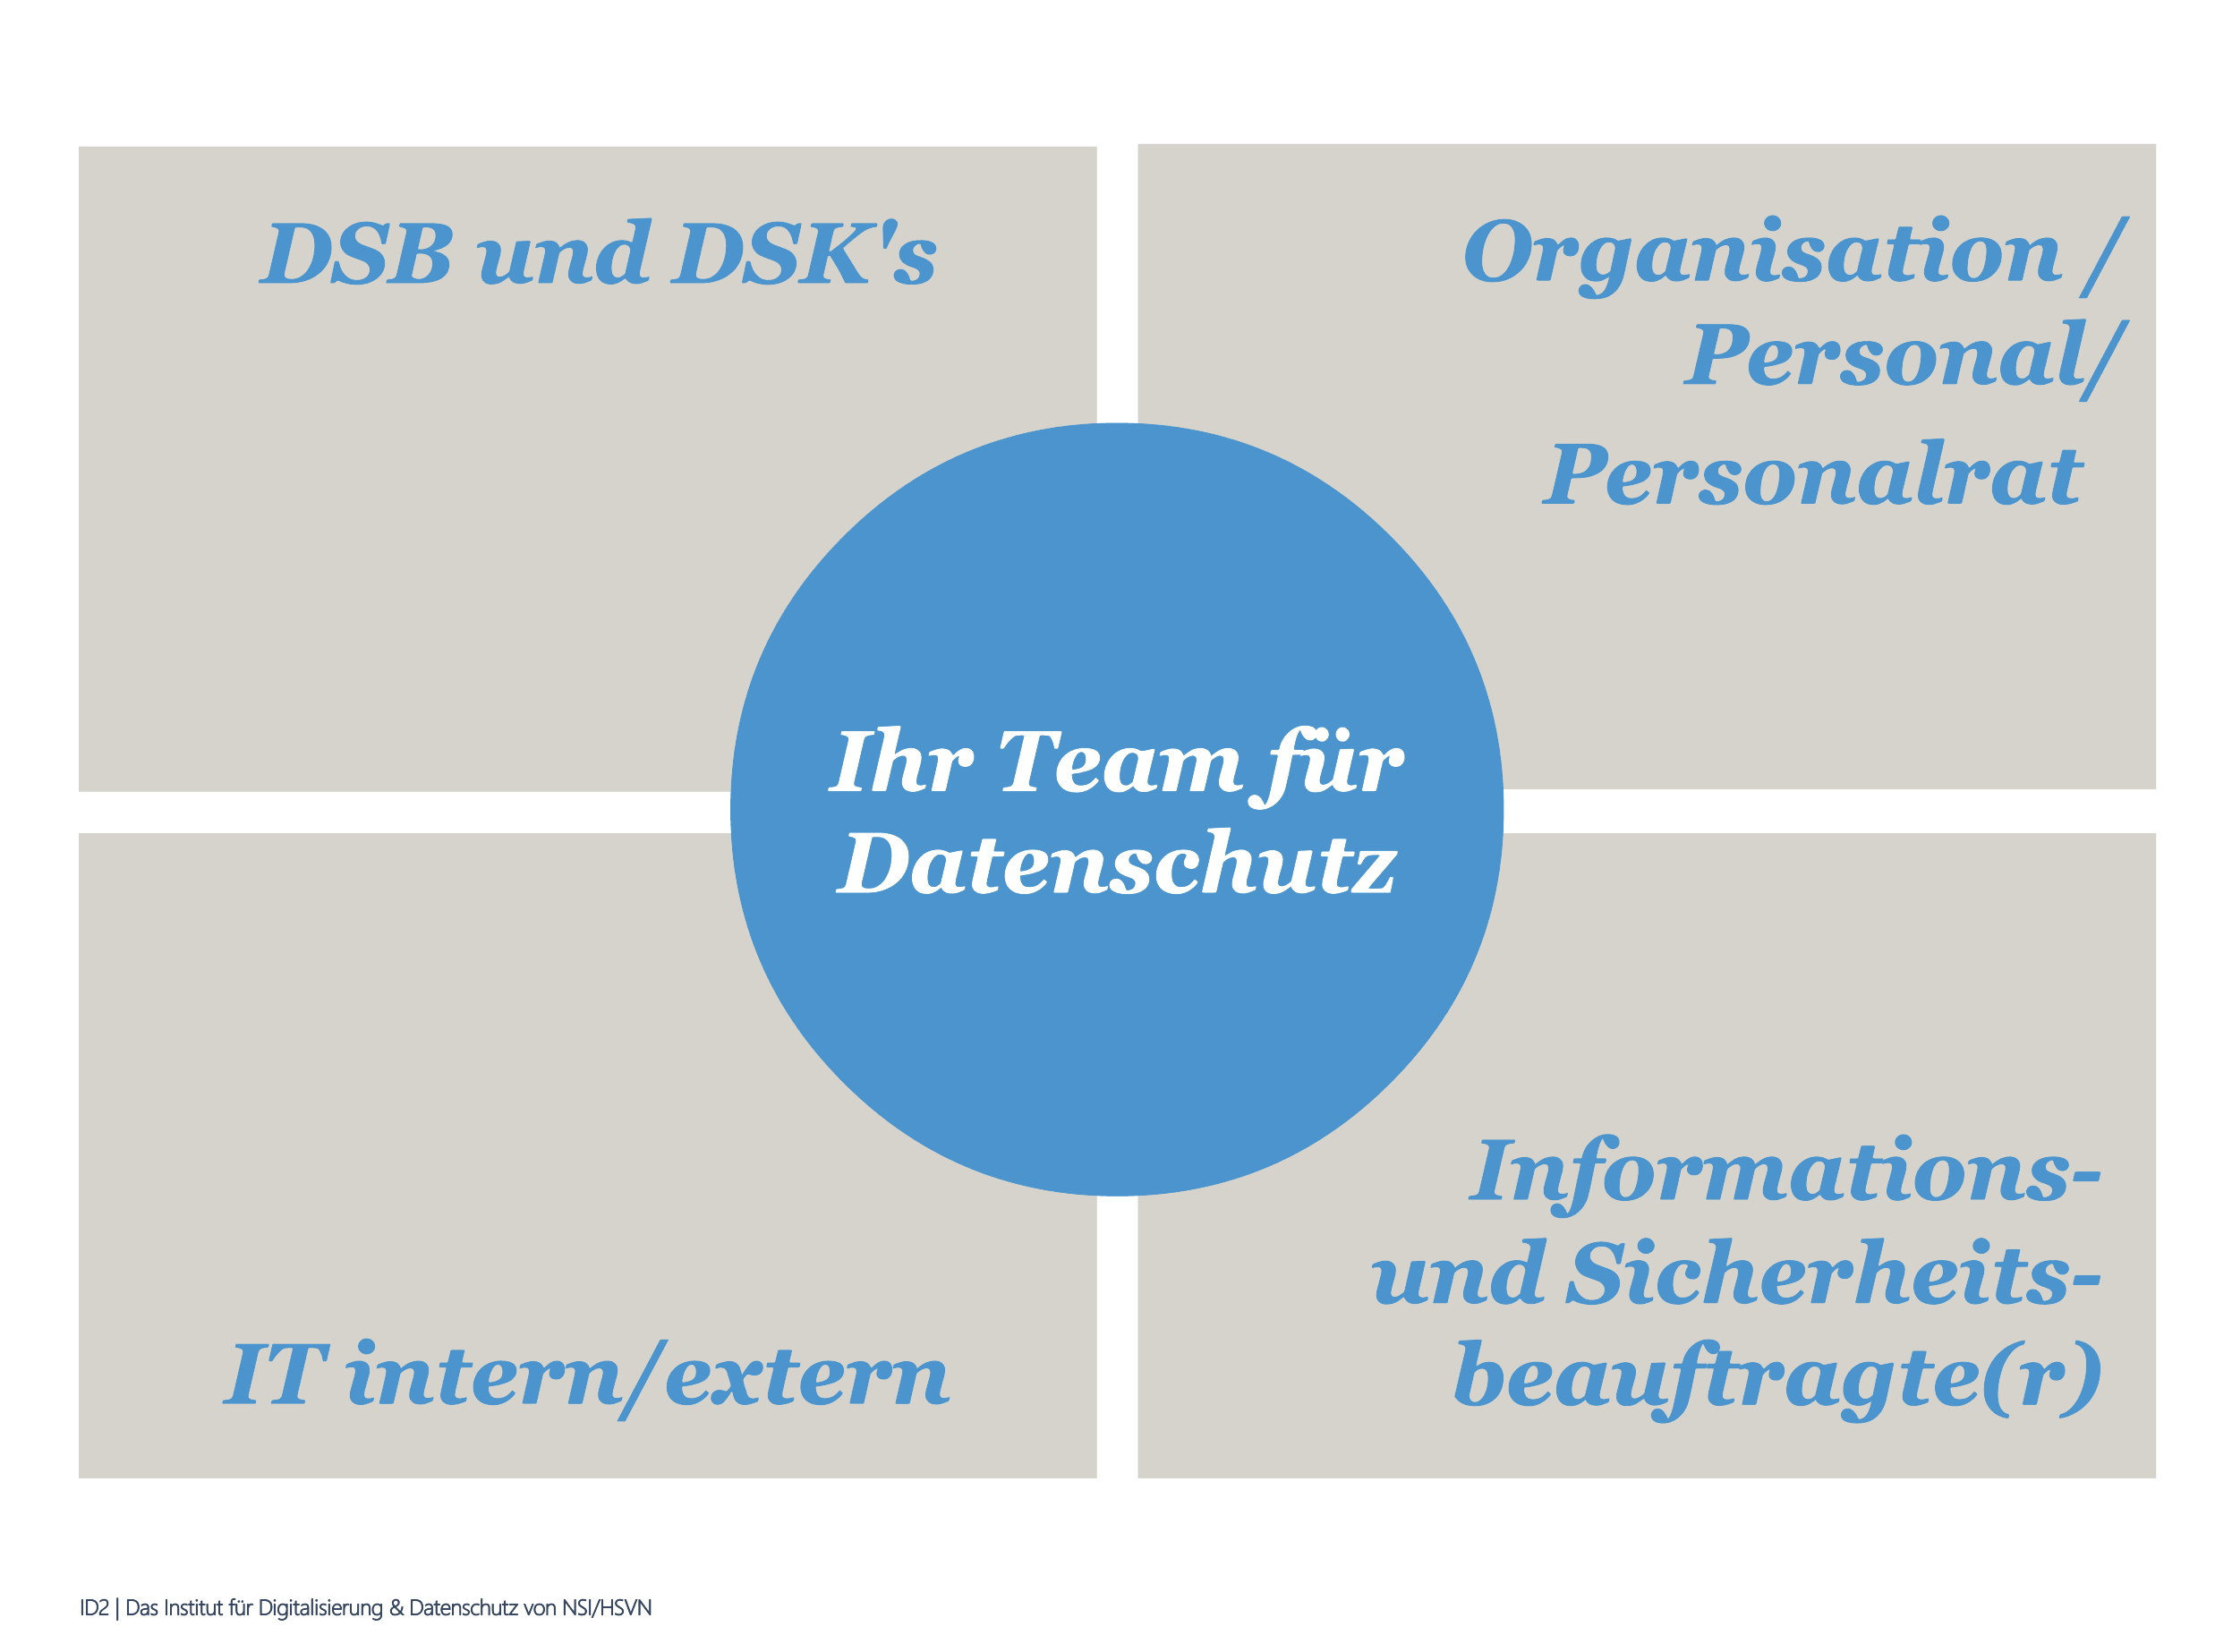 DSB und DSK's
Organisation /
Personal/
Personalrat
Ihr Team für
Datenschutz
IT intern/extern
Informations-
und Sicherheits-
beauftragte(r)
ID2 | Das Institut für Digitalisierung & Datenschutz von NSI/HSVN